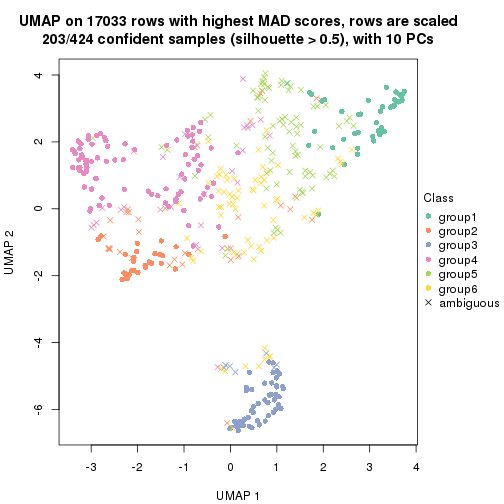 UMAP on 17033 rows with highest MAD scores, rows are scaled
203/424 confident samples (silhouette > 0.5), with 10 PCs
4
2
0
-2
-4
-6
UMAP 2
-3
-2
-1
0
1
2
3
4
UMAP 1
Class
group1
group2
group3
group4
group5
group6
ambiguous